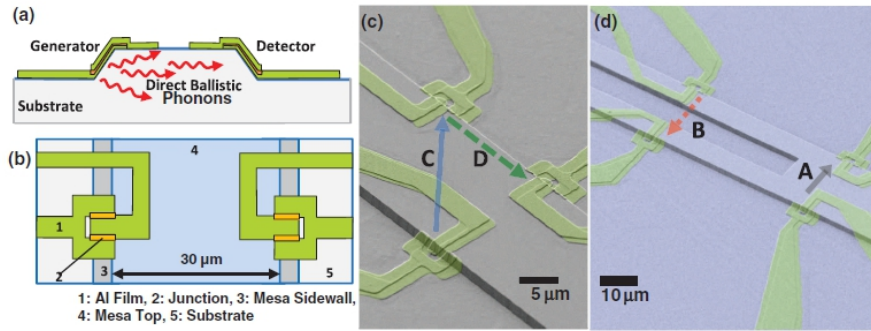 (a)
Generator
Detector
Direct Ballistic
Phonons
Substrate
(b)
4
1
30 µm
2
3
5
1: Al Film, 2: Junction, 3: Mesa Sidewall,
4: Mesa Top, 5: Substrate
(c)
C
D
5 µm
(d)
B
A
10 µm